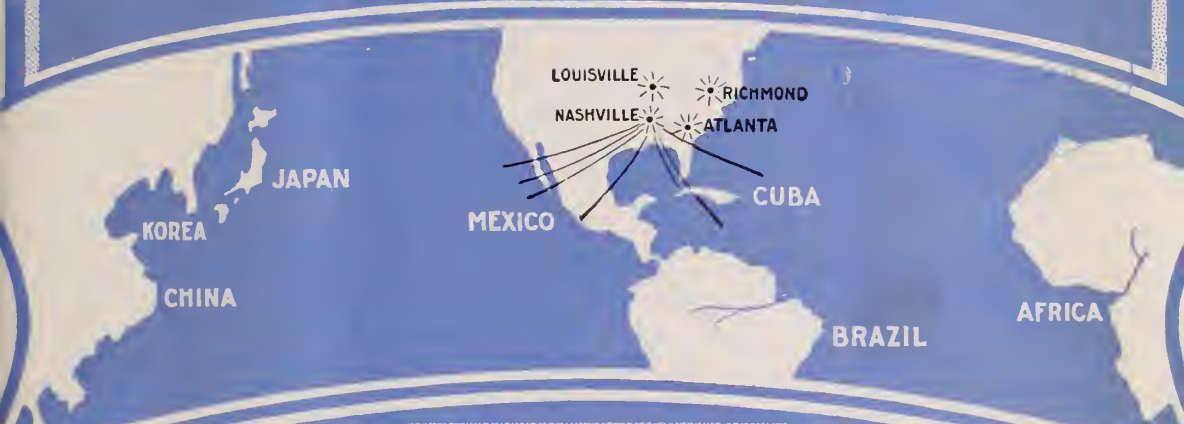 LOUISVILLE
RICHMOND
NASHVILLE
ATLANTA
JAPAN
CUBA
MEXICO
KOREA
CHINA
AFRICA
BRAZIL